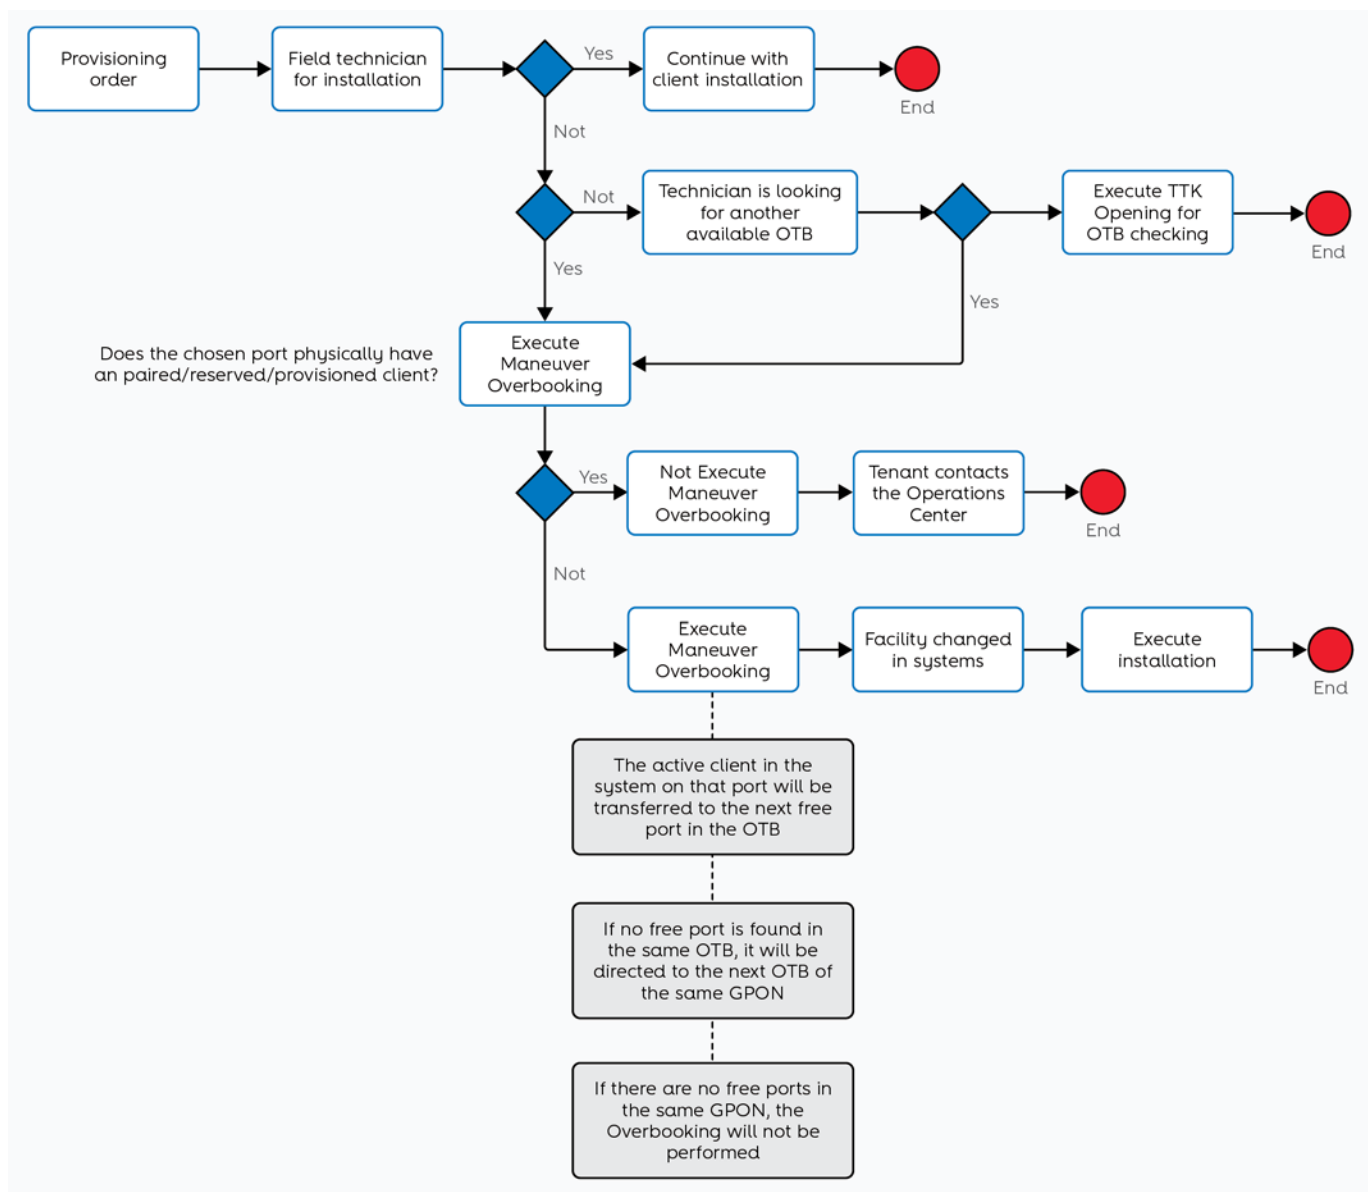 Provisioning
order
Field technician
for installation
Yes
Continue with
client installation
End
Not
Not
Technician is looking
for another
available OTB
Execute TTK
Opening for
OTB checking
End
Yes
Yes
Does the chosen port physically have
an paired/reserved/provisioned client?
Execute
Maneuver
Overbooking
Yes
Not Execute
Maneuver
Overbooking
Tenant contacts
the Operations
Center
End
Not
Execute
Maneuver
Overbooking
Facility changed
in systems
Execute
installation
End
The active client in the
system on that port will be
transferred to the next free
port in the OTB
If no free port is found in
the same OTB, it will be
directed to the next OTB of
the same GPON
If there are no free ports in
the same GPON, the
Overbooking will not be
performed